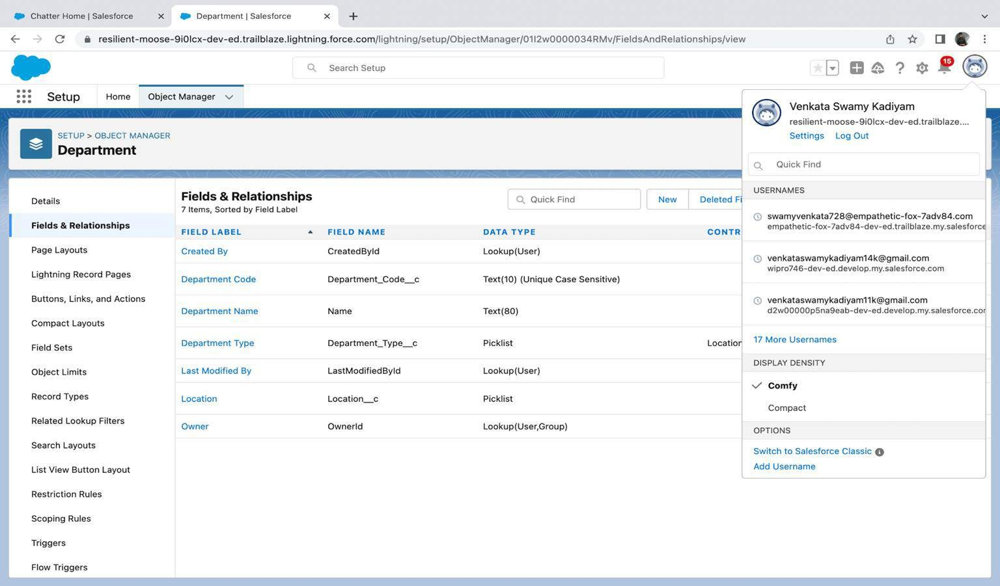 Chatter Home | Salesforce
Department | Salesforce
resilient-moose-9i0lcx-dev-ed.trailblaze.lightning.force.com/lightning/setup/ObjectManager/01I2w0000034RMv/FieldsAndRelationships/view
Search Setup
15
Setup
Home
Object Manager
SETUP > OBJECT MANAGER
Department
Details
Fields & Relationships
Page Layouts
Lightning Record Pages
Buttons, Links, and Actions
Compact Layouts
Field Sets
Object Limits
Record Types
Related Lookup Filters
Search Layouts
List View Button Layout
Restriction Rules
Scoping Rules
Triggers
Flow Triggers
Fields & Relationships
7 Items, Sorted by Field Label
Quick Find
New
Deleted Fi
FIELD LABEL FIELD NAME DATA TYPE CONTR
Created By CreatedById Lookup(User)
Department Code Department_Code__c Text(10) (Unique Case Sensitive)
Department Name Name Text(80)
Department Type Department_Type__c Picklist Location
Last Modified By LastModifiedById Lookup(User)
Location Location__c Picklist
Owner OwnerId Lookup(User,Group)
Venkata Swamy Kadiyam
resilient-moose-9i0lcx-dev-ed.trailblaze....
Settings Log Out
Quick Find
USERNAMES
swamyvenkata728@empathetic-fox-7adv84.com
empathetic-fox-7adv84-dev-ed.trailblaze.my.salesforce
venkataswamykadiyam14k@gmail.com
wipro746-dev-ed.develop.my.salesforce.com
venkataswamykadiyam11k@gmail.com
d2w00000p5na9eab-dev-ed.develop.my.salesforce.cor
17 More Usernames
DISPLAY DENSITY
Comfy
Compact
OPTIONS
Switch to Salesforce Classic
Add Username